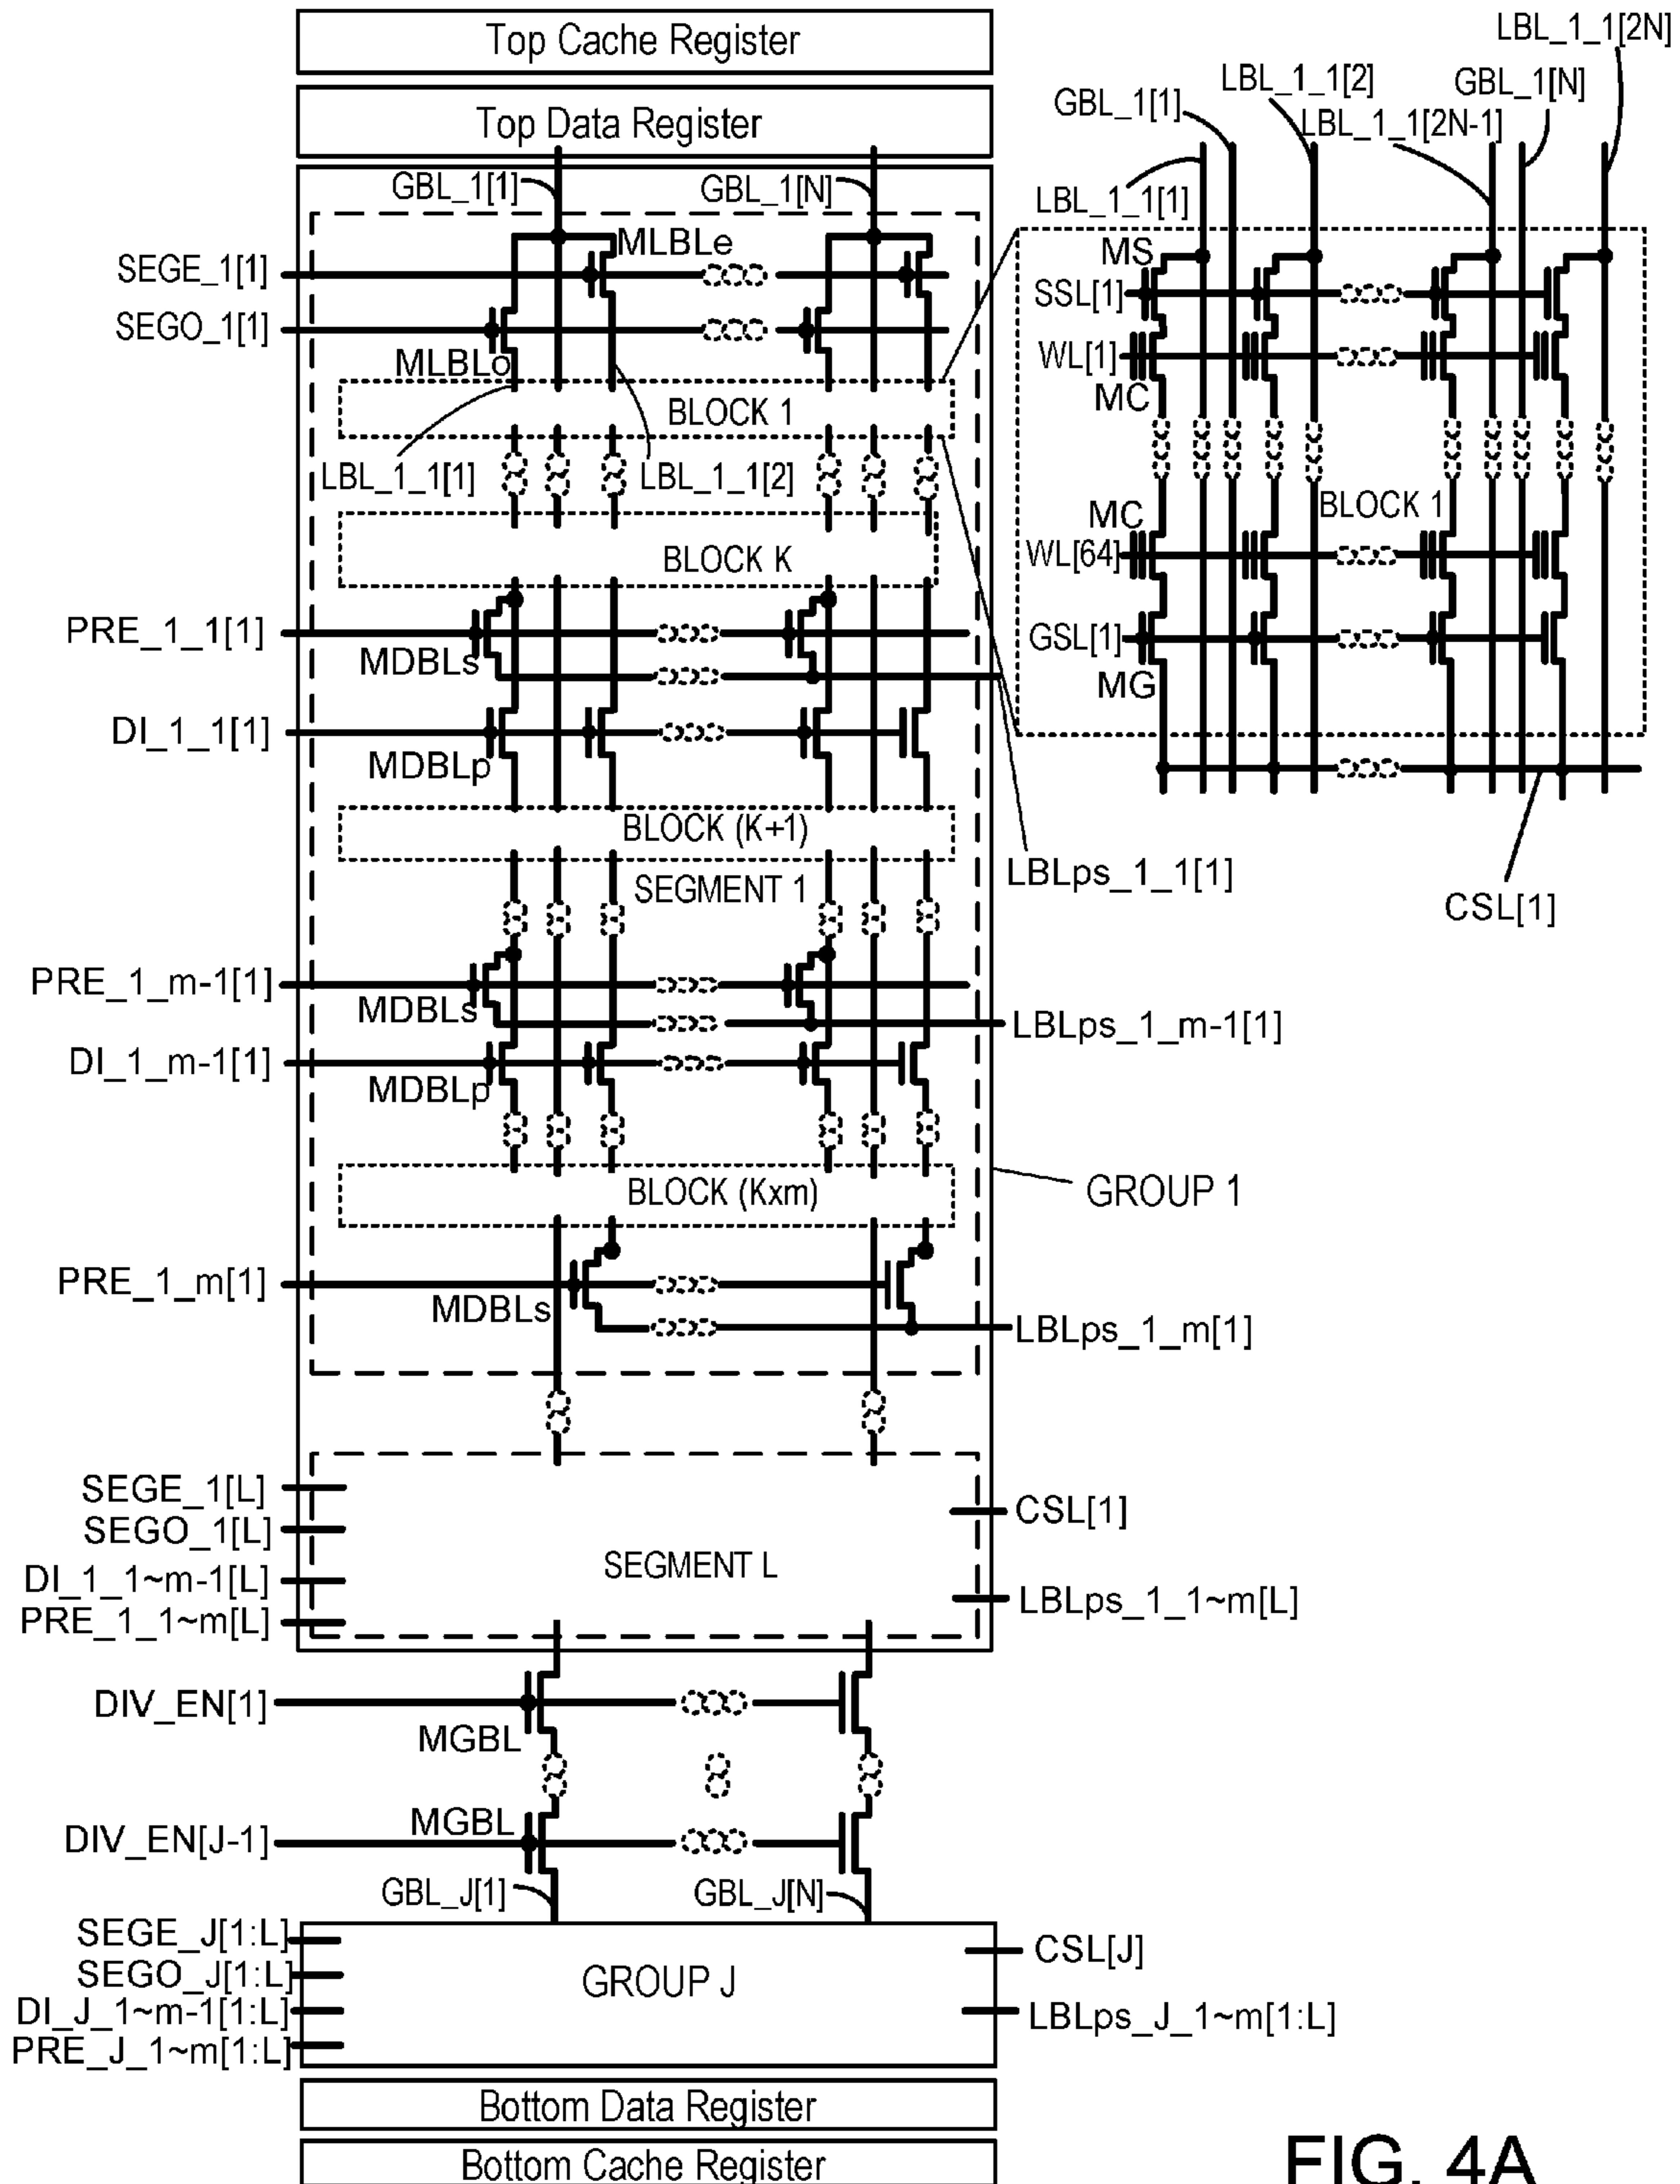 Top Cache Register
Top Data Register
GBL_1[1]
GBL_1[N]
MLBLe
SEGE_1[1]
SEGO_1[1]
MLBLo
BLOCK 1
LBL_1_1[1]
LBL_1_1[2]
BLOCK K
PRE_1_1[1]
MDBLs
DI_1_1[1]
MDBLp
BLOCK (K+1)
LBLps_1_1[1]
SEGMENT 1
PRE_1_m-1[1]
MDBLs
LBLps_1_m-1[1]
DI_1_m-1[1]
MDBLp
BLOCK (Kxm)
GROUP 1
PRE_1_m[1]
MDBLs
LBLps_1_m[1]
SEGE_1[L]
SEGO_1[L]
DI_1_1~m-1[L]
PRE_1_1~m[L]
SEGMENT L
CSL[1]
LBLps_1_1~m[L]
DIV_EN[1]
MGBL
MGBL
DIV_EN[J-1]
GBL_J[1]
GBL_J[N]
SEGE_J[1:L]
SEGO_J[1:L]
DI_J_1~m-1[1:L]
PRE_J_1~m[1:L]
GROUP J
CSL[J]
LBLps_J_1~m[1:L]
Bottom Data Register
Bottom Cache Register
LBL_1_1[2N]
LBL_1_1[2]
GBL_1[N]
GBL_1[1]
LBL_1_1[2N-1]
LBL_1_1[1]
MS
SSL[1]
WL[1]
MC
MC
BLOCK 1
WL[64]
GSL[1]
MG
CSL[1]
FIG. 4A